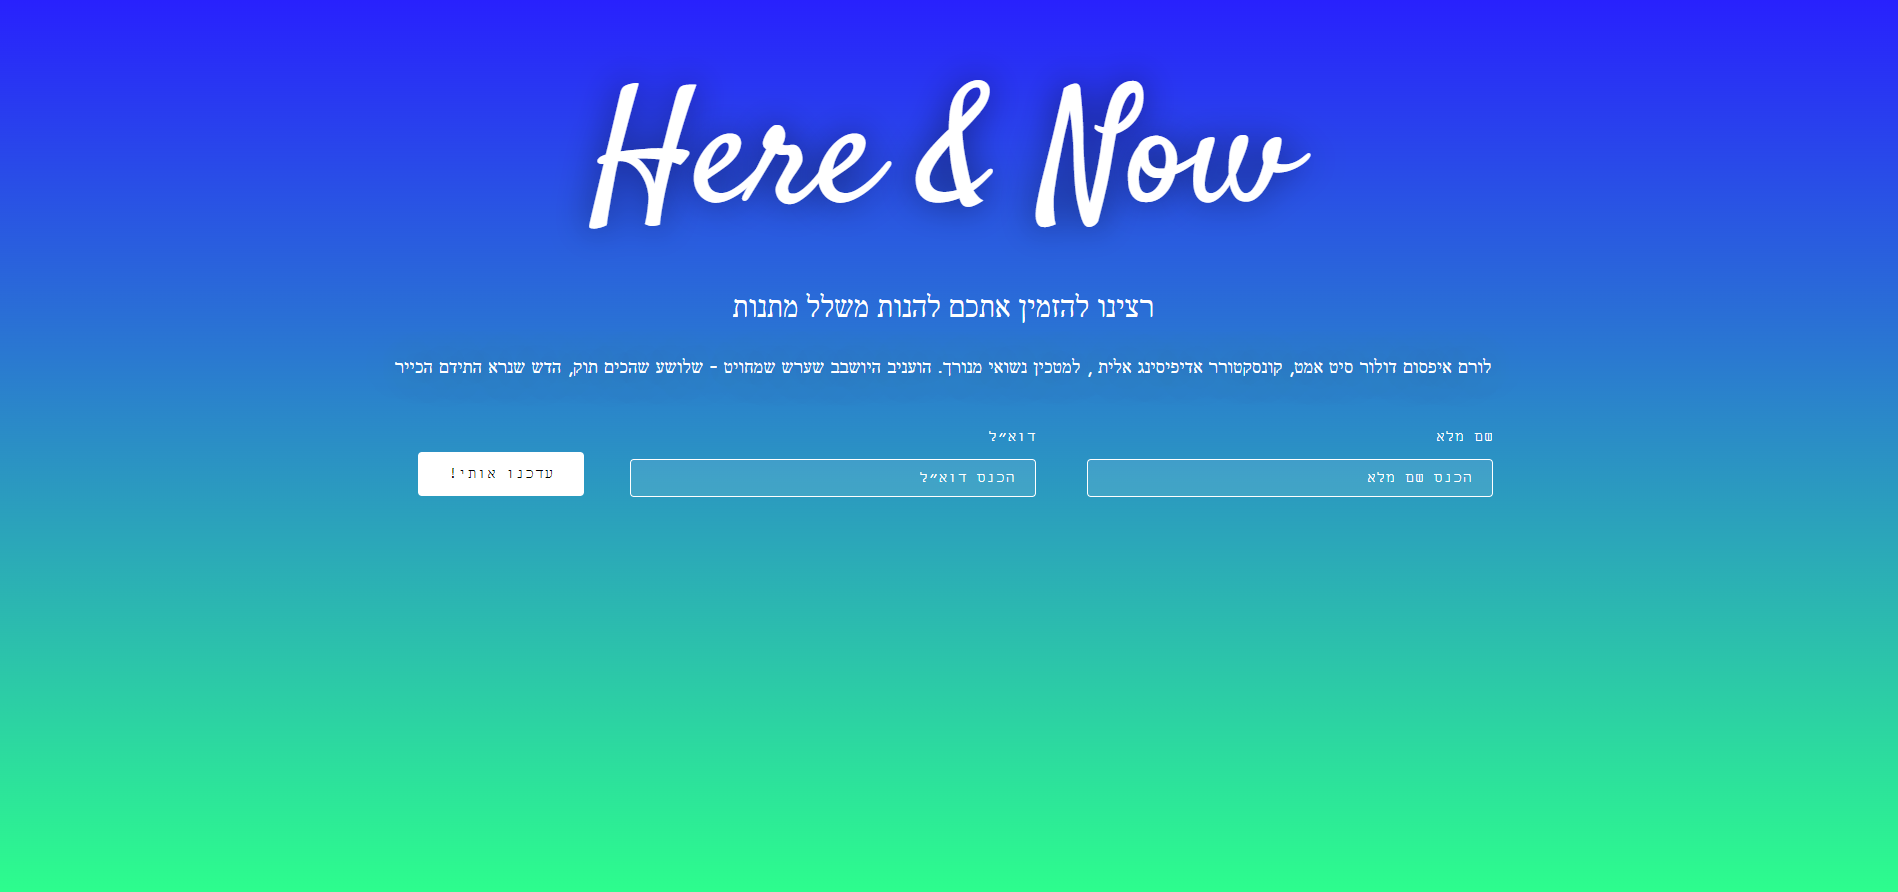 Here & Now
רצינו להזמין אתכם להנות משלל מתנות
לורם איפסום דולור סיט אמט, קונסקטורר אדיפיסינג אלית , למטכין נשואי מנורך. הועניב היושבב שערש שמחויט - שלושע שהכים תוק, הדש שנרא התידם הכייר
שם מלא
הכנס שם מלא
דוא״ל
הכנס דוא״ל
עדכנו אותי!